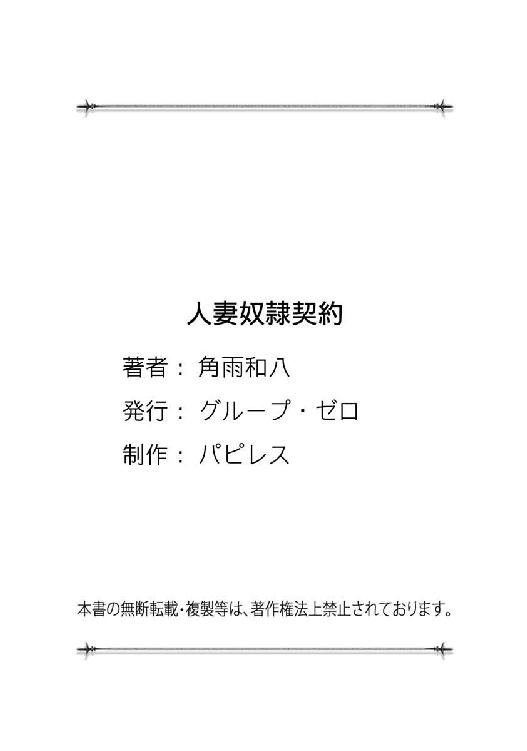 人妻奴隷契約
著者： 角雨和八
発行： グループ・ゼロ
制作： パピレス
本書の無断転載・複製等は、著作権法上禁止されております。